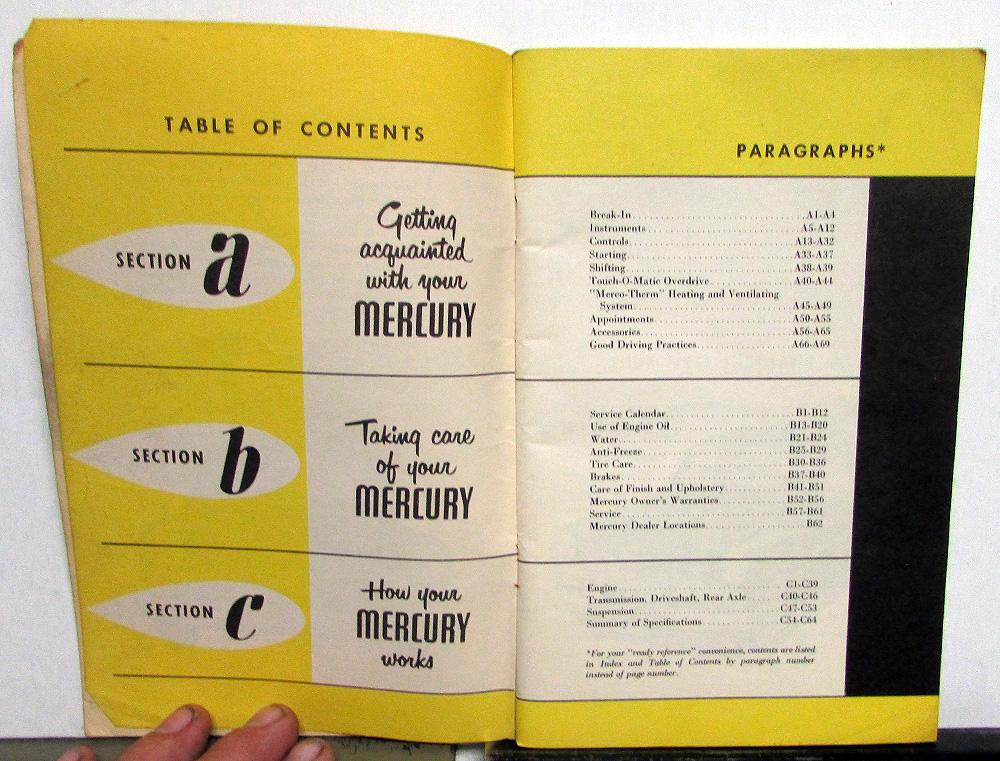 TABLE OF CONTENTS
PARAGRAPHS*
SECTION a
Getting
acquainted
with your
MERCURY
Break-In A1-A4
Instruments A5-A12
Controls A13-A32
Starting A33-A37
Shifting A38-A39
Touch-O-Matic Overdrive A40-A44
"Merco-Therm" Heating and Ventilating
System A45-A49
Appointments A50-A55
Accessories A56-A65
Good Driving Practices A66-A69
SECTION b
Taking care
of your
MERCURY
Service Calendar B1-B12
Use of Engine Oil B13-B20
Water B21-B24
Anti-Freeze B25-B29
Tire Care B30-B36
Brakes B37-B40
Care of Finish and Upholstery B41-B51
Mercury Owner's Warranties B52-B56
Service B57-B61
Mercury Dealer Locations B62
SECTION c
How your
MERCURY
works
Engine C1-C39
Transmission, Driveshaft, Rear Axle C40-C46
Suspension C47-C53
Summary of Specifications C54-C64
*For your "ready reference" convenience, contents are listed
in Index and Table of Contents by paragraph number
instead of page number.